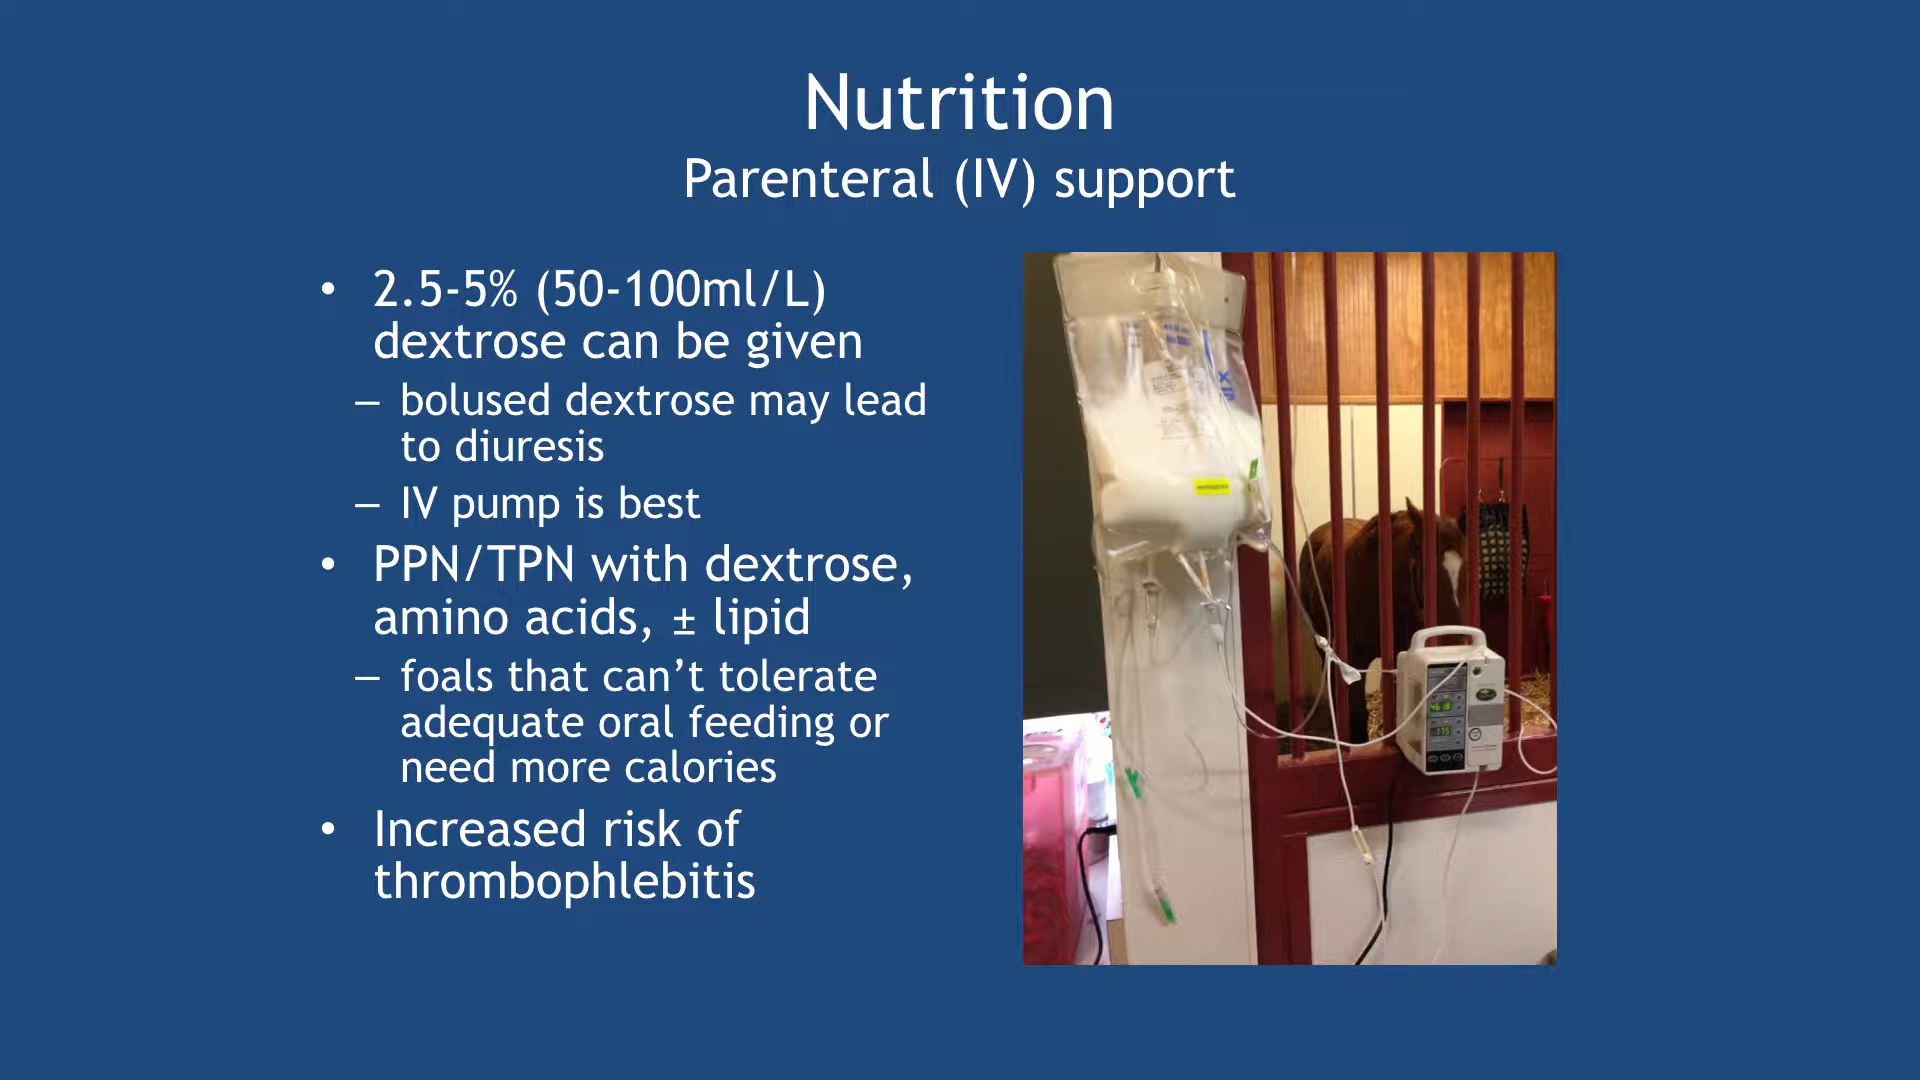 Nutrition
Parenteral (IV) support
• 2.5-5% (50-100ml/L)
dextrose can be given
– bolused dextrose may lead
to diuresis
– IV pump is best
• PPN/TPN with dextrose,
amino acids, ± lipid
– foals that can’t tolerate
adequate oral feeding or
need more calories
• Increased risk of
thrombophlebitis